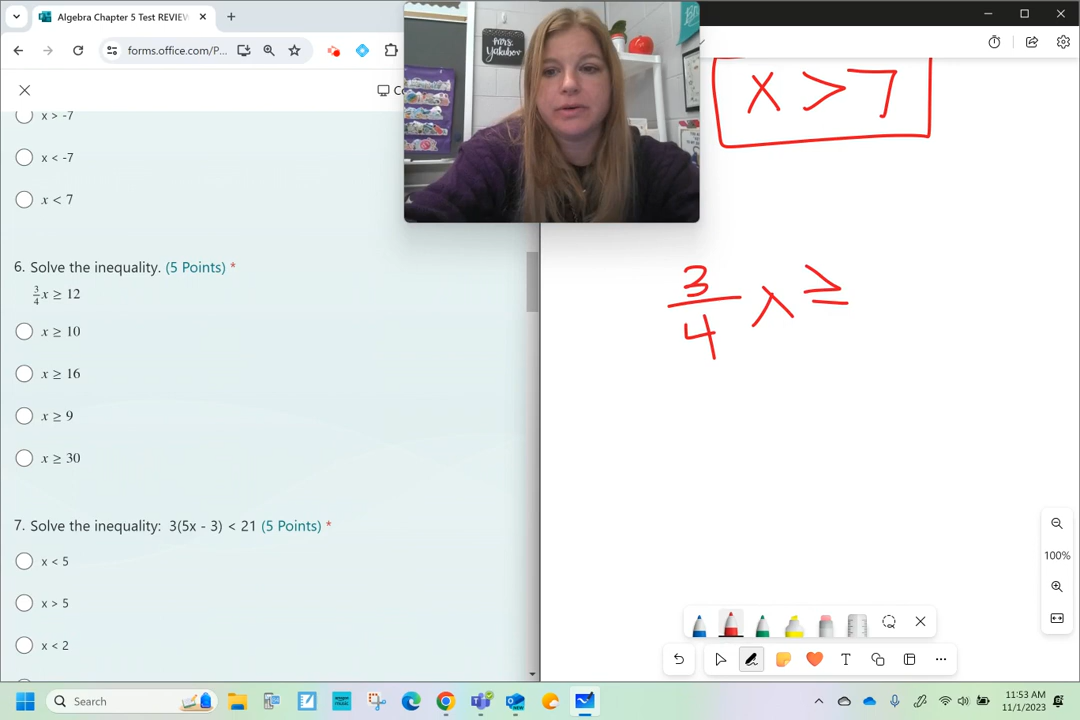 Algebra Chapter 5 Test REVIEW
forms.office.com/P...
x > -7
x < -7
x < 7
6. Solve the inequality. (5 Points) *
3/4 x ≥ 12
x ≥ 10
x ≥ 16
x ≥ 9
x ≥ 30
7. Solve the inequality: 3(5x - 3) < 21 (5 Points) *
x < 5
x > 5
x < 2
Mrs. Yakubov
x > 7
3/4 x ≥
100%
Search
11:53 AM
11/1/2023